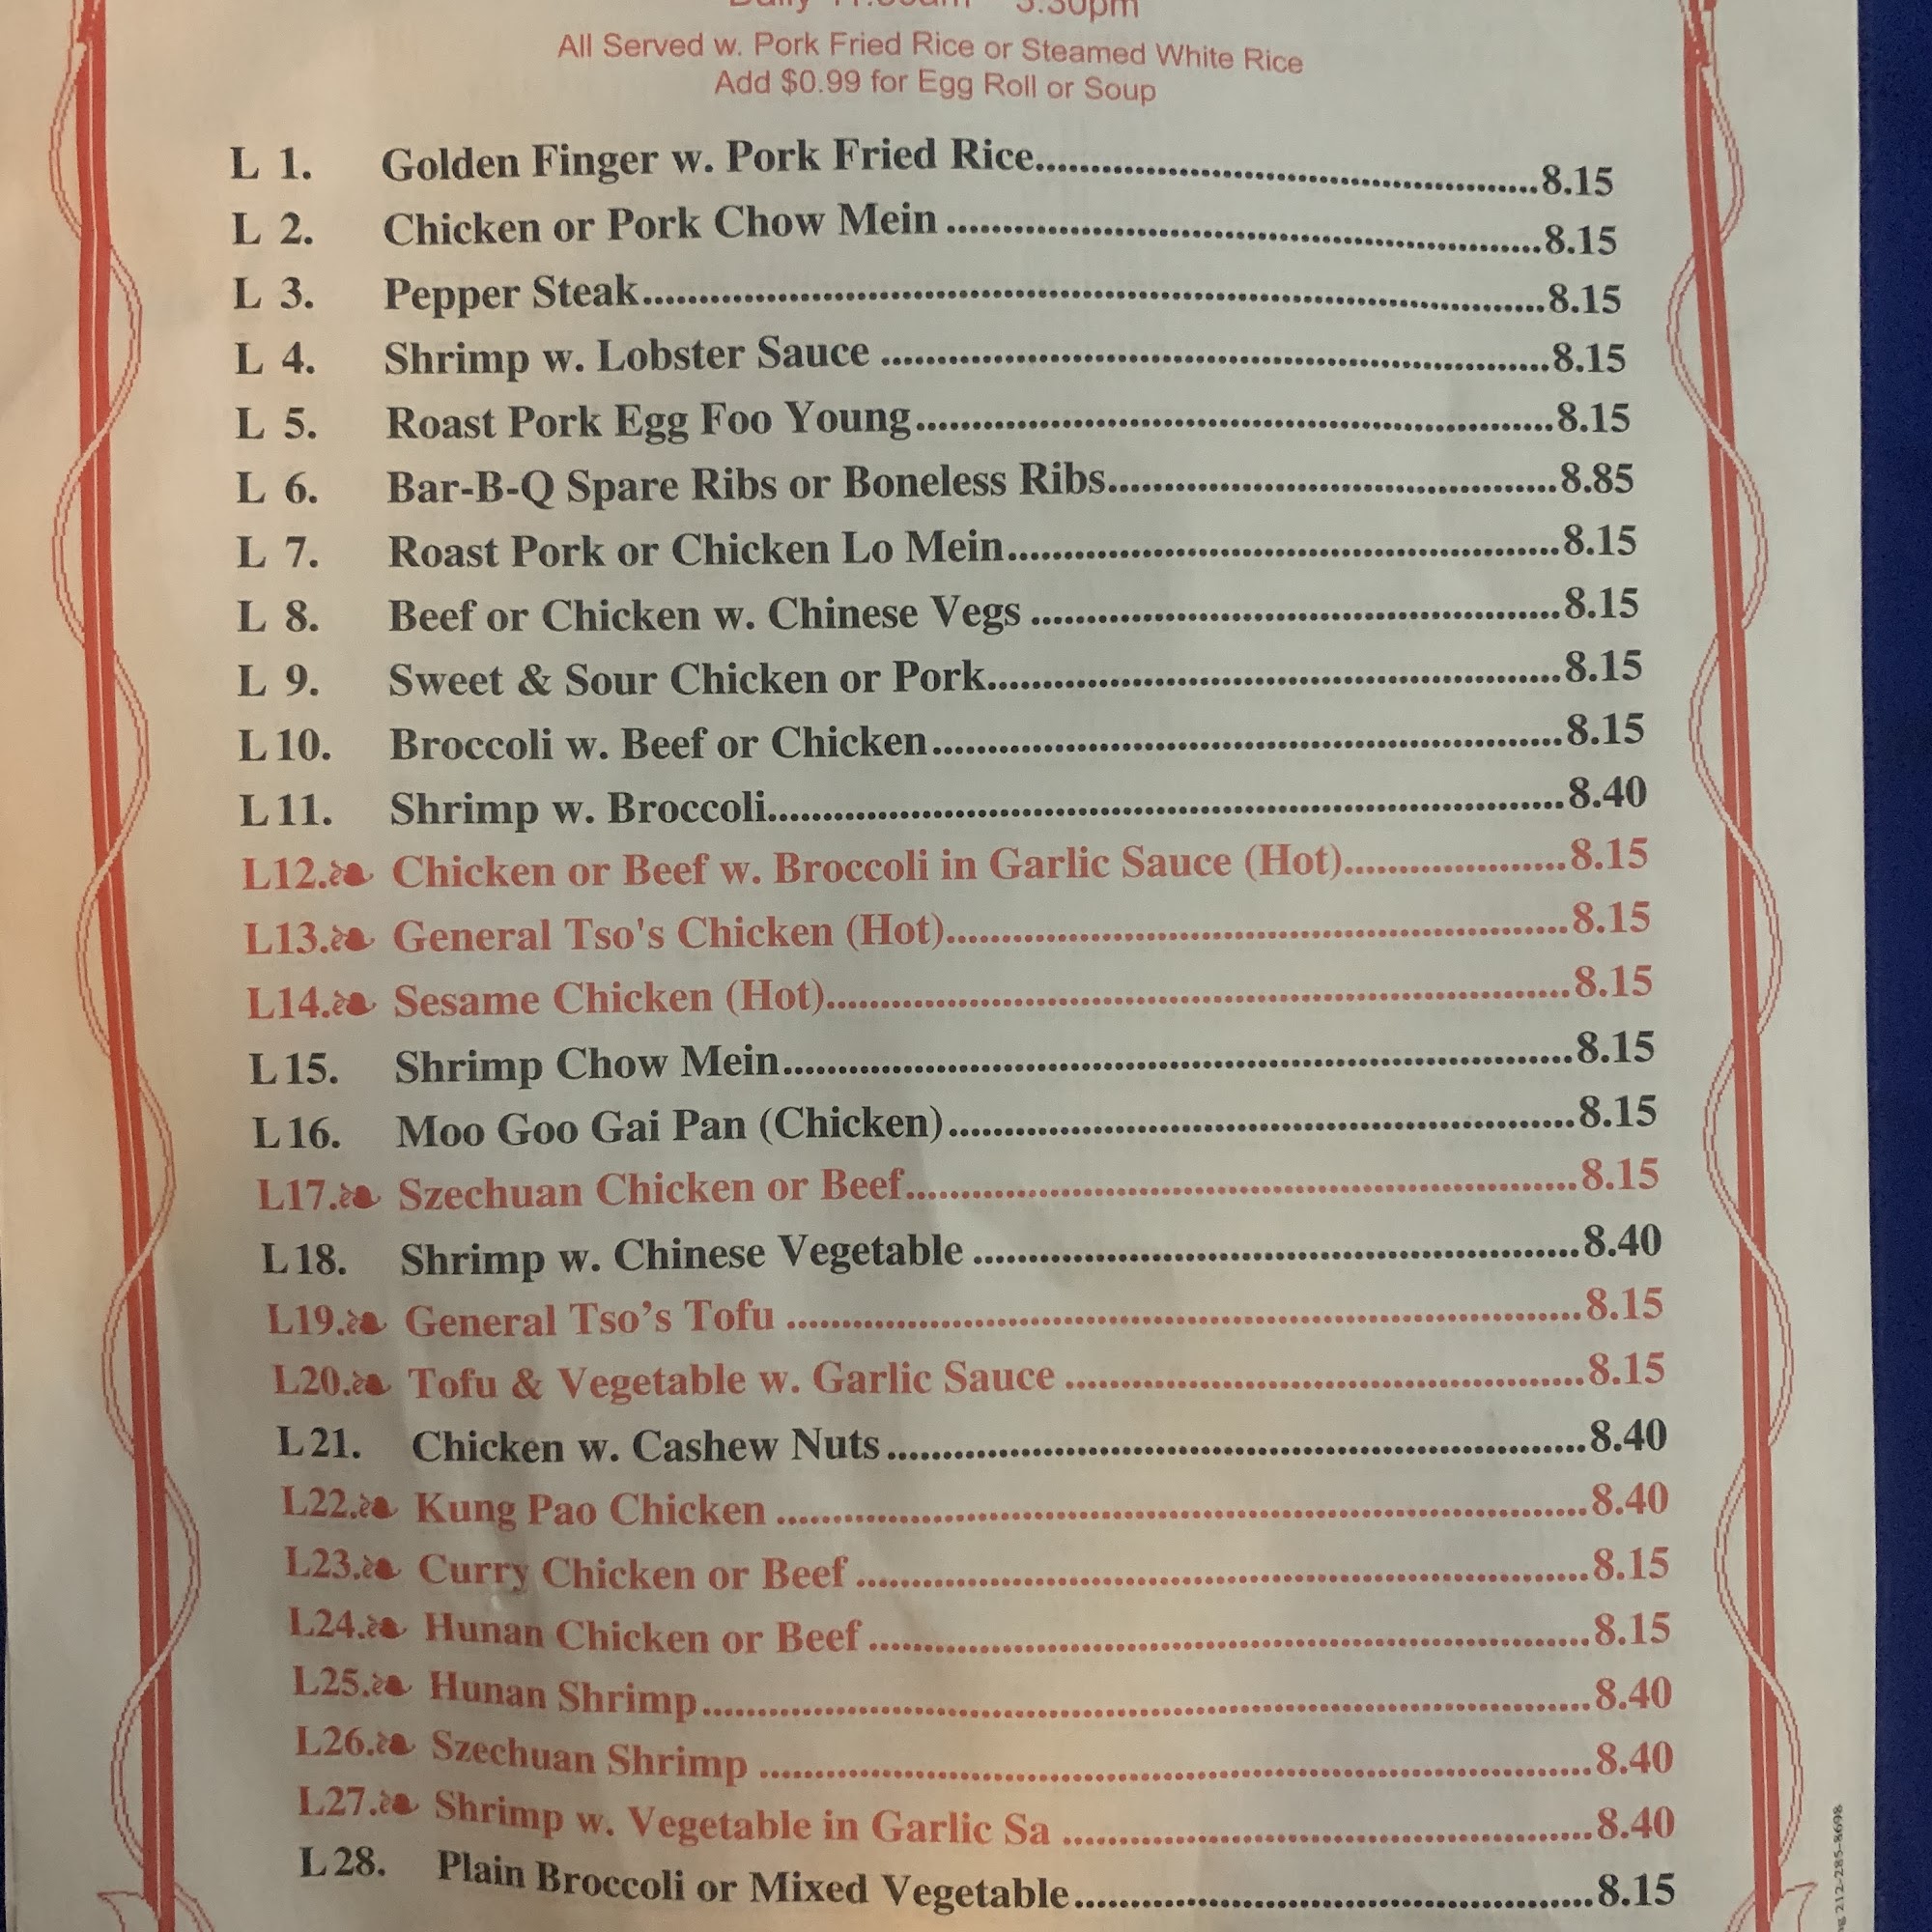 All Served w. Pork Fried Rice or Steamed White Rice
Add $0.99 for Egg Roll or Soup
L 1. Golden Finger w. Pork Fried Rice 8.15
L 2. Chicken or Pork Chow Mein 8.15
L 3. Pepper Steak 8.15
L 4. Shrimp w. Lobster Sauce 8.15
L 5. Roast Pork Egg Foo Young 8.15
L 6. Bar-B-Q Spare Ribs or Boneless Ribs 8.85
L 7. Roast Pork or Chicken Lo Mein 8.15
L 8. Beef or Chicken w. Chinese Vegs 8.15
L 9. Sweet & Sour Chicken or Pork 8.15
L 10. Broccoli w. Beef or Chicken 8.15
L 11. Shrimp w. Broccoli 8.40
L12. Chicken or Beef w. Broccoli in Garlic Sauce (Hot) 8.15
L13. General Tso's Chicken (Hot) 8.15
L14. Sesame Chicken (Hot) 8.15
L 15. Shrimp Chow Mein 8.15
L 16. Moo Goo Gai Pan (Chicken) 8.15
L17. Szechuan Chicken or Beef 8.15
L 18. Shrimp w. Chinese Vegetable 8.40
L19. General Tso’s Tofu 8.15
L20. Tofu & Vegetable w. Garlic Sauce 8.15
L 21. Chicken w. Cashew Nuts 8.40
L22. Kung Pao Chicken 8.40
L23. Curry Chicken or Beef 8.15
L24. Hunan Chicken or Beef 8.15
L25. Hunan Shrimp 8.40
L26. Szechuan Shrimp 8.40
L27. Shrimp w. Vegetable in Garlic Sa 8.40
L 28. Plain Broccoli or Mixed Vegetable 8.15
212-285-8698